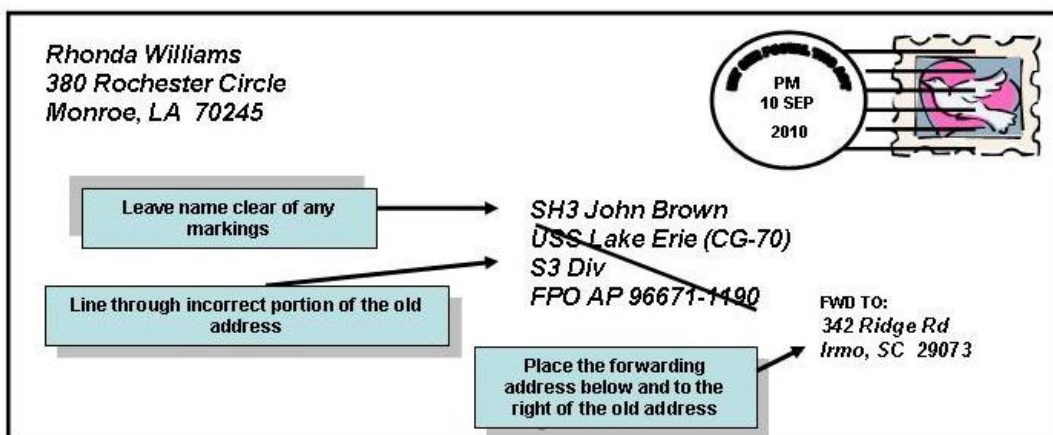 Rhonda Williams
380 Rochester Circle
Monroe, LA 70245
PM
10 SEP
2010
Leave name clear of any
markings
SH3 John Brown
USS Lake Erie (CG-70)
S3 Div
FPO AP 96671-1190
Line through incorrect portion of the old
address
FWD TO:
342 Ridge Rd
Irmo, SC 29073
Place the forwarding
address below and to the
right of the old address